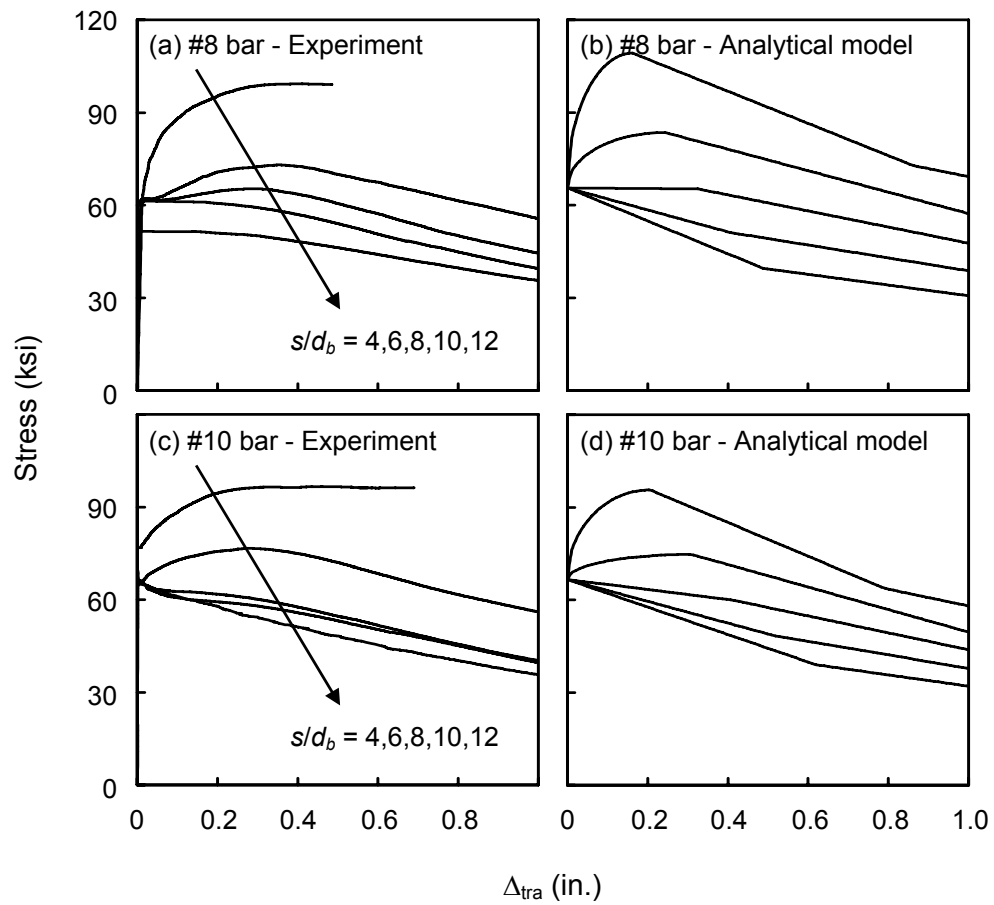 120
90
60
30
0
(a) #8 bar - Experiment
s/d_b = 4,6,8,10,12
(b) #8 bar - Analytical model
Stress (ksi)
90
60
30
0
(c) #10 bar - Experiment
s/d_b = 4,6,8,10,12
(d) #10 bar - Analytical model
0 0.2 0.4 0.6 0.8
0 0.2 0.4 0.6 0.8 1.0
Δtra (in.)